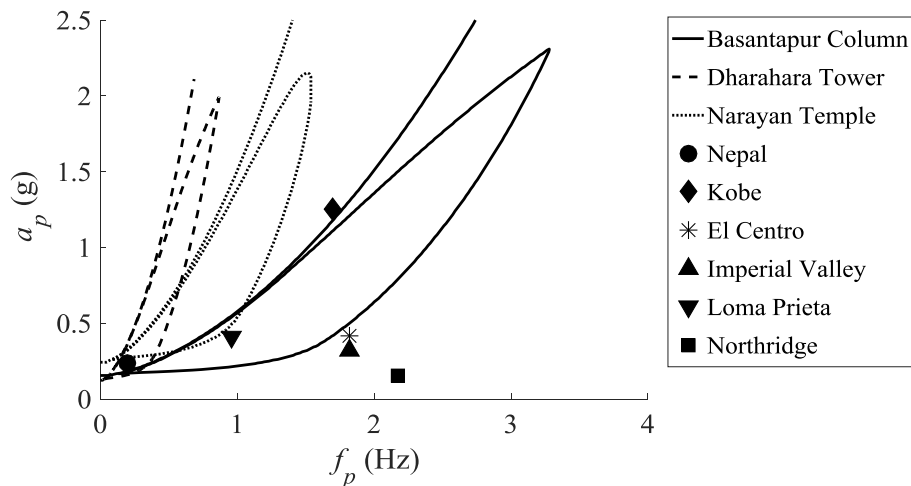 2.5
2
1.5
1
0.5
0
a_p (g)
0 1 2 3 4
f_p (Hz)
Basantapur Column
Dharahara Tower
Narayan Temple
Nepal
Kobe
El Centro
Imperial Valley
Loma Prieta
Northridge